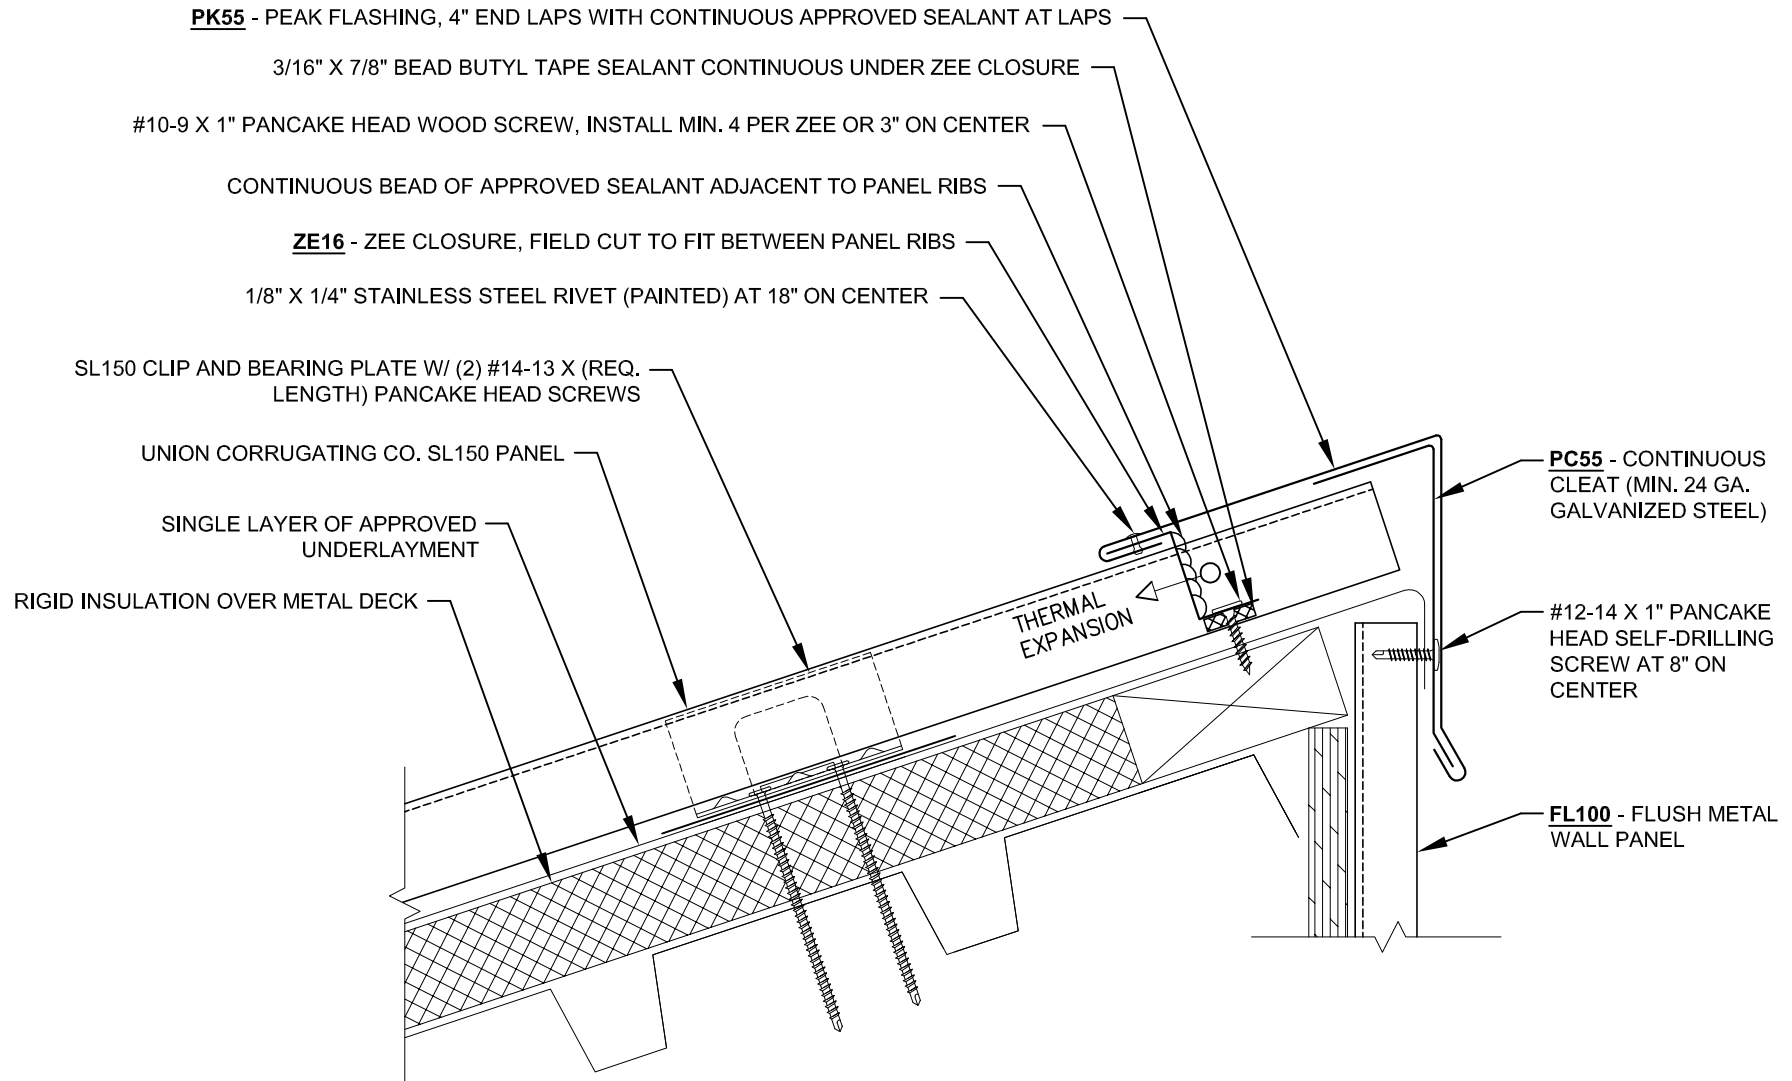 PK55 - PEAK FLASHING, 4" END LAPS WITH CONTINUOUS APPROVED SEALANT AT LAPS
3/16" X 7/8" BEAD BUTYL TAPE SEALANT CONTINUOUS UNDER ZEE CLOSURE
#10-9 X 1" PANCAKE HEAD WOOD SCREW, INSTALL MIN. 4 PER ZEE OR 3" ON CENTER
CONTINUOUS BEAD OF APPROVED SEALANT ADJACENT TO PANEL RIBS
ZE16 - ZEE CLOSURE, FIELD CUT TO FIT BETWEEN PANEL RIBS
1/8" X 1/4" STAINLESS STEEL RIVET (PAINTED) AT 18" ON CENTER
SL150 CLIP AND BEARING PLATE W/ (2) #14-13 X (REQ.
LENGTH) PANCAKE HEAD SCREWS
UNION CORRUGATING CO. SL150 PANEL
SINGLE LAYER OF APPROVED
UNDERLAYMENT
RIGID INSULATION OVER METAL DECK
THERMAL
EXPANSION
PC55 - CONTINUOUS
CLEAT (MIN. 24 GA.
GALVANIZED STEEL)
#12-14 X 1" PANCAKE
HEAD SELF-DRILLING
SCREW AT 8" ON
CENTER
FL100 - FLUSH METAL
WALL PANEL